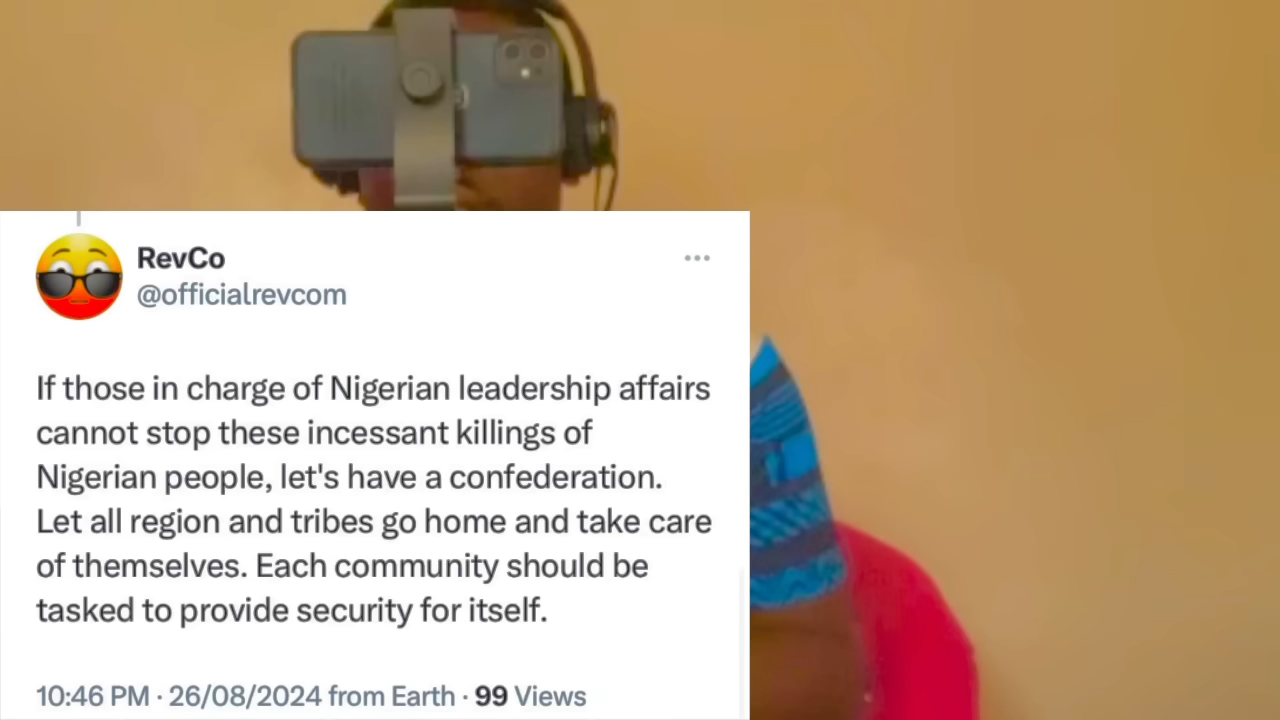 RevCo
@officialrevcom
If those in charge of Nigerian leadership affairs
cannot stop these incessant killings of
Nigerian people, let's have a confederation.
Let all region and tribes go home and take care
of themselves. Each community should be
tasked to provide security for itself.
10:46 PM · 26/08/2024 from Earth · 99 Views